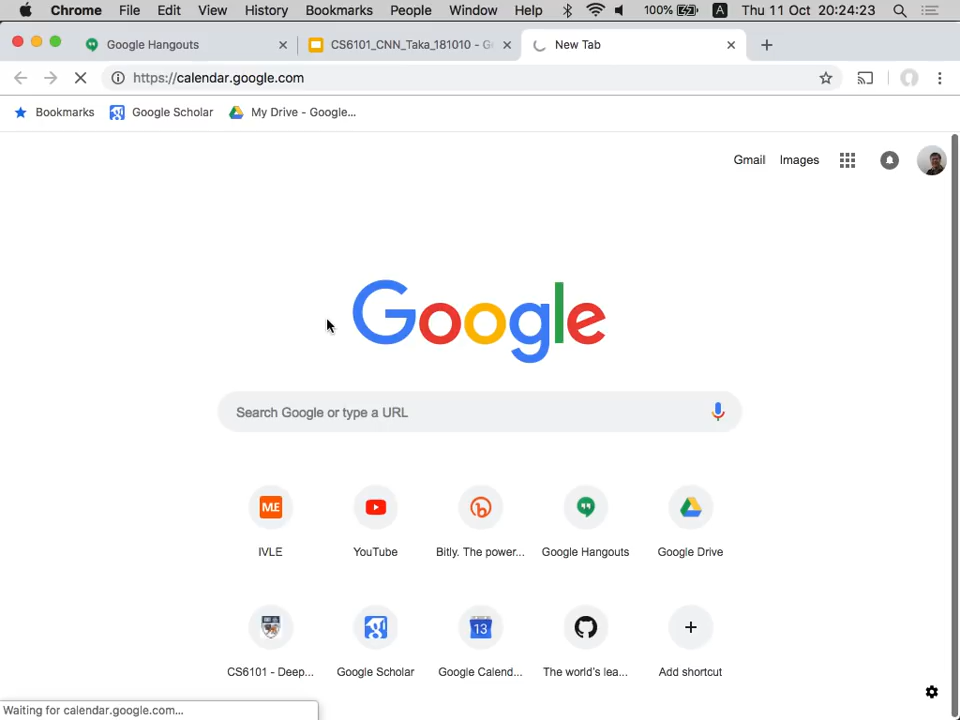 Chrome File Edit View History Bookmarks People Window Help 100% A Thu 11 Oct 20:24:23
Google Hangouts CS6101_CNN_Taka_181010 - G New Tab
https://calendar.google.com
Bookmarks Google Scholar My Drive - Google...
Gmail Images
Google
Search Google or type a URL
ME
IVLE YouTube Bitly. The power... Google Hangouts Google Drive
13
CS6101 - Deep... Google Scholar Google Calend... The world's lea... Add shortcut
Waiting for calendar.google.com...